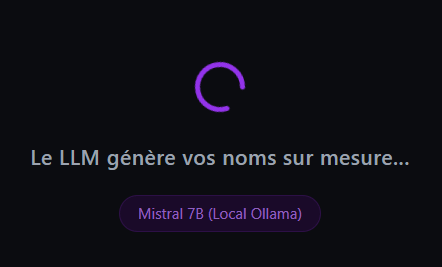 Le LLM génère vos noms sur mesure...
Mistral 7B (Local Ollama)